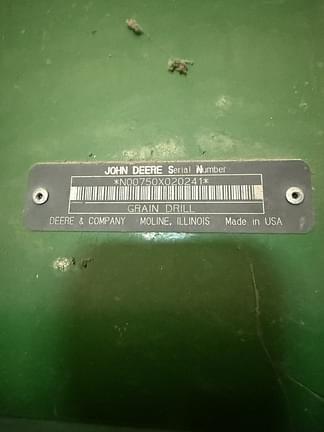 JOHN DEERE Serial Number
*N00750X020241*
GRAIN DRILL
DEERE & COMPANY MOLINE, ILLINOIS Made in USA